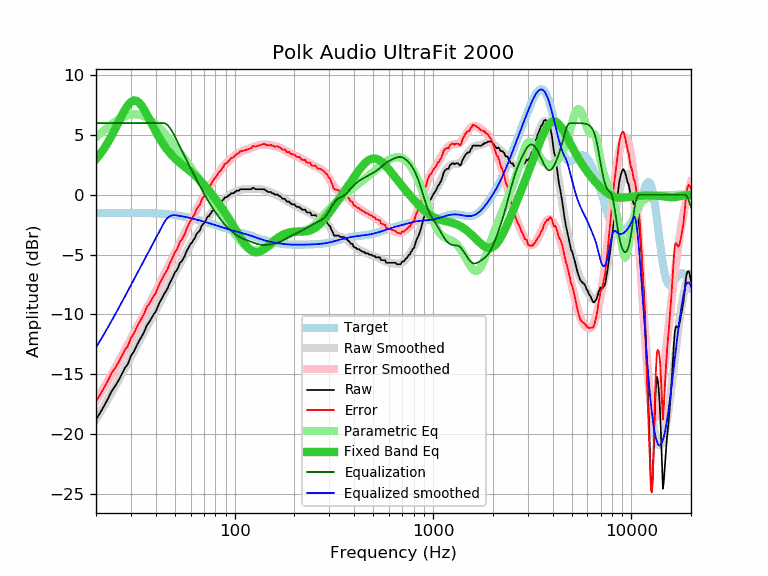 Polk Audio UltraFit 2000
10
5
0
−5
−10
−15
−20
−25
Amplitude (dBr)
Target
Raw Smoothed
Error Smoothed
Raw
Error
Parametric Eq
Fixed Band Eq
Equalization
Equalized smoothed
100 1000 10000
Frequency (Hz)